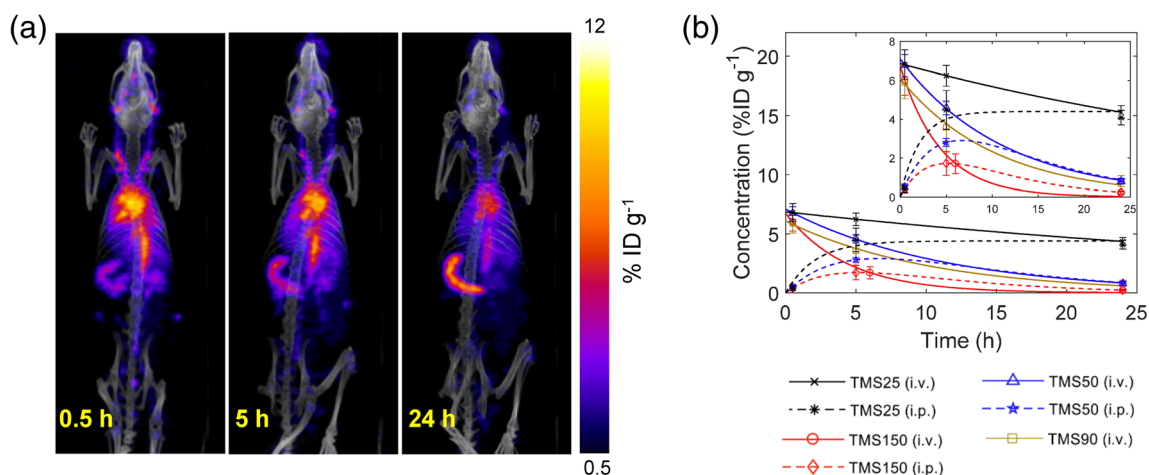 (a)
0.5 h
5 h
24 h
12
% ID g⁻¹
0.5
(b)
Concentration (%ID g⁻¹)
20
15
10
5
0
8
6
4
2
0
0 5 10 15 20 25
0 5 10 15 20 25
Time (h)
TMS25 (i.v.)
TMS25 (i.p.)
TMS150 (i.v.)
TMS150 (i.p.)
TMS50 (i.v.)
TMS50 (i.p.)
TMS90 (i.v.)